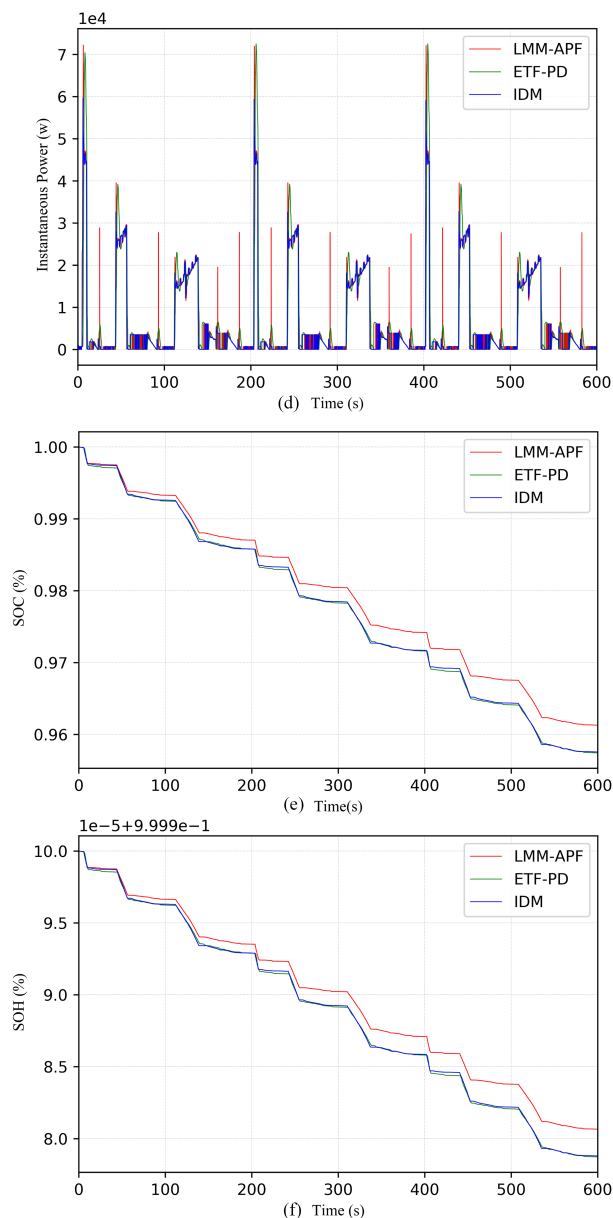 1e4
LMM-APF
ETF-PD
IDM
7
6
5
4
3
2
1
0
Instantaneous Power (w)
0 100 200 300 400 500 600
(d) Time (s)
LMM-APF
ETF-PD
IDM
1.00
0.99
0.98
0.97
0.96
SOC (%)
0 100 200 300 400 500 600
(e) Time(s)
1e-5+9.999e-1
LMM-APF
ETF-PD
IDM
10.0
9.5
9.0
8.5
8.0
SOH (%)
0 100 200 300 400 500 600
(f) Time (s)